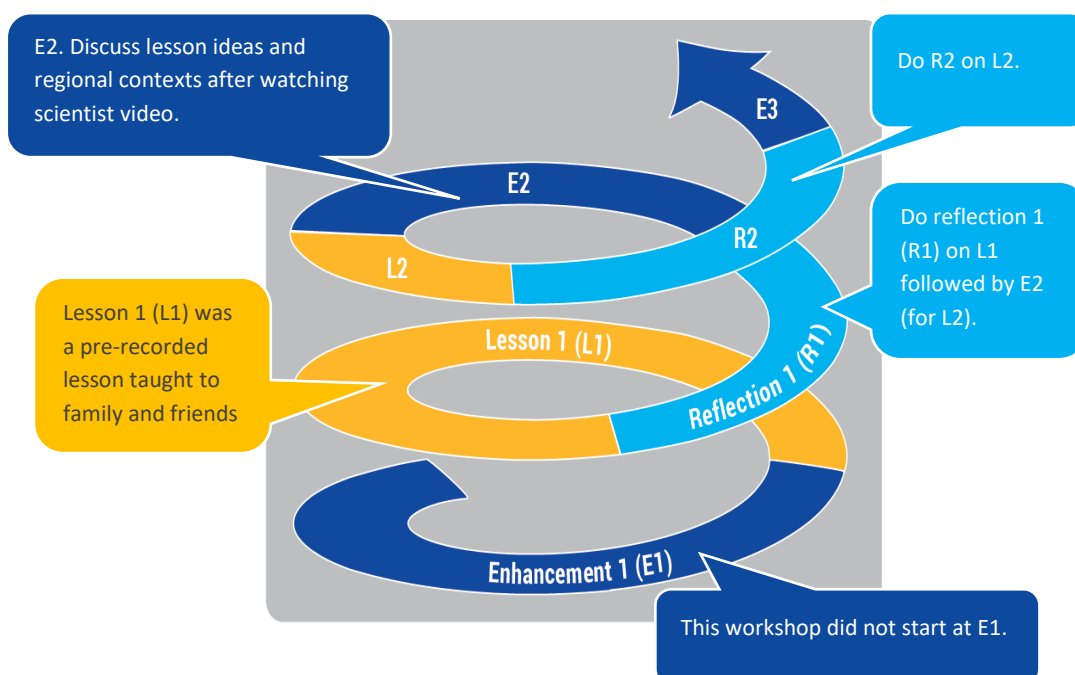 E2. Discuss lesson ideas and
regional contexts after watching
scientist video.
Do R2 on L2.
E3
E2
R2
L2
Do reflection 1
(R1) on L1
followed by E2
(for L2).
Lesson 1 (L1) was
a pre-recorded
lesson taught to
family and friends
Lesson 1 (L1)
Reflection 1 (R1)
Enhancement 1 (E1)
This workshop did not start at E1.